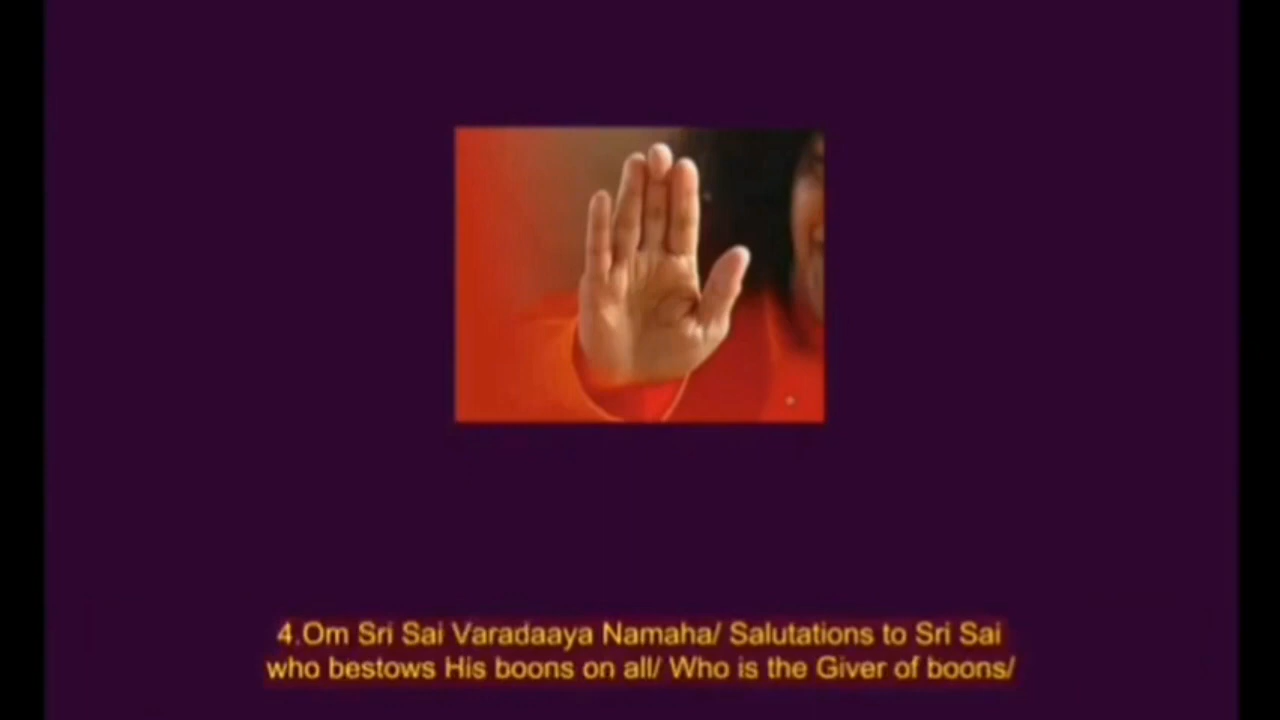 4.Om Sri Sai Varadaaya Namaha/ Salutations to Sri Sai
who bestows His boons on all/ Who is the Giver of boons/